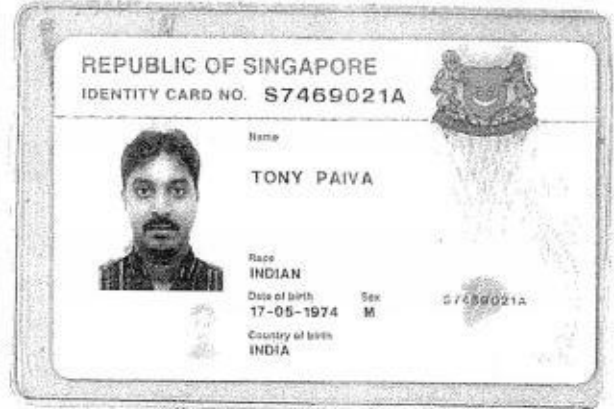 REPUBLIC OF SINGAPORE
IDENTITY CARD NO. S7469021A
Name
TONY PAIVA
Race
INDIAN
Date of birth Sex
17-05-1974 M
S7469021A
Country of birth
INDIA